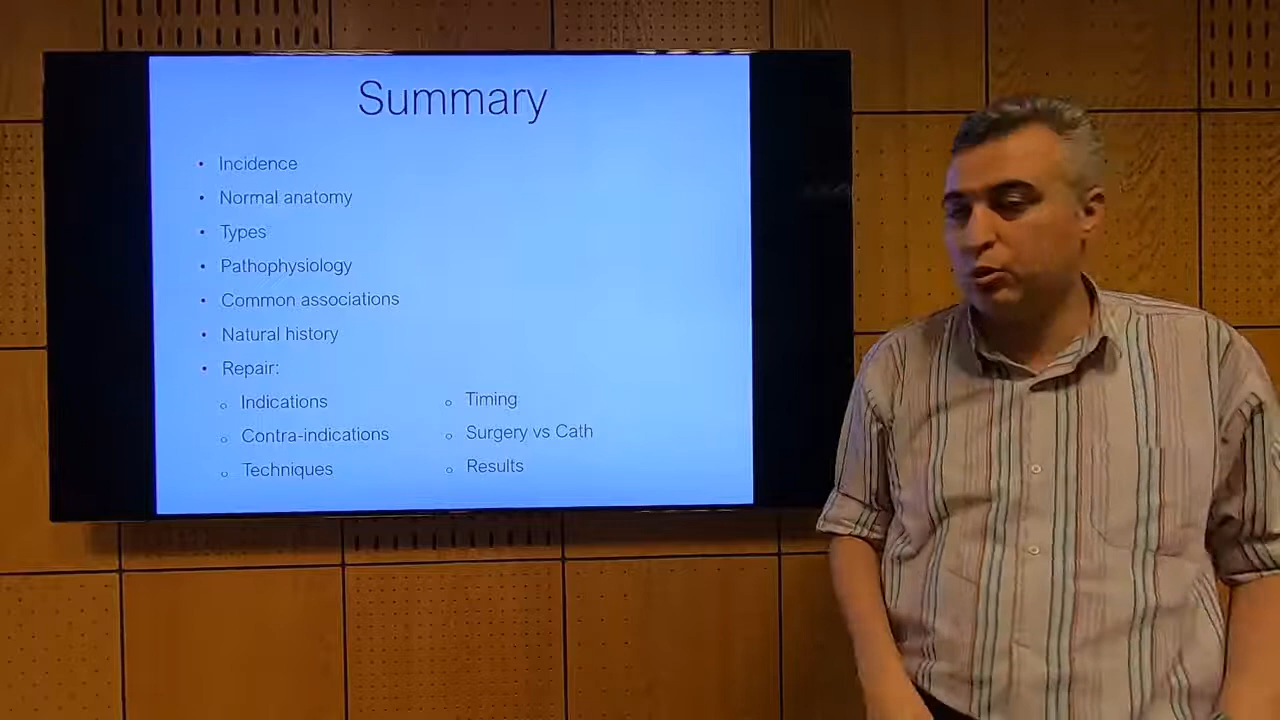 Summary
• Incidence
• Normal anatomy
• Types
• Pathophysiology
• Common associations
• Natural history
• Repair:
o Indications
o Contra-indications
o Techniques
o Timing
o Surgery vs Cath
o Results